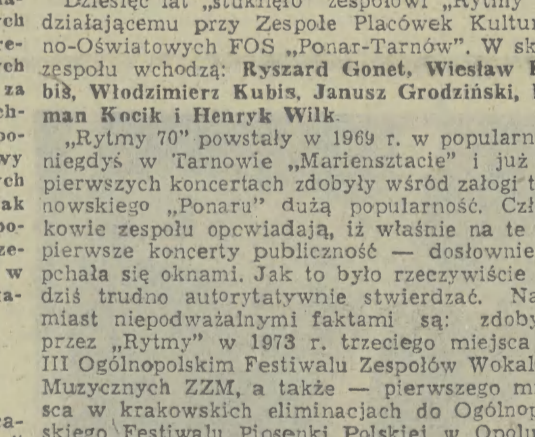 Dziesięć lat „stuknęło" zespołowi „Rytmy
działającemu przy Zespole Placówek Kultur
no-Oświatowych FOS „Ponar-Tarnów". W sk
zespołu wchodzą: Ryszard Gonet, Wiesław
bis, Włodzimierz Kubis, Janusz Grodziński,
man Kocik i Henryk Wilk.
„Rytmy 70" powstały w 1969 r. w popularn
niegdyś w Tarnowie „Mariensztacie" i już
pierwszych koncertach zdobyły wśród załogi t
nowskiego „Ponaru" dużą popularność. Czł
kowie zespołu opcwiadają, iż właśnie na te
pierwsze koncerty publiczność — dosłownie
pchała się oknami. Jak to było rzeczywiście
dziś trudno autorytatywnie stwierdzać. Na
miast niepodważalnymi faktami są: zdoby
przez „Rytmy" w 1973 r. trzeciego miejsca
III Ogólnopolskim Festiwalu Zespołów Wokal
Muzycznych ZZM, a także — pierwszego mi
sca w krakowskich eliminacjach do Ogólnop
skiego Festiwalu Piosenki Polskiej w Opolu